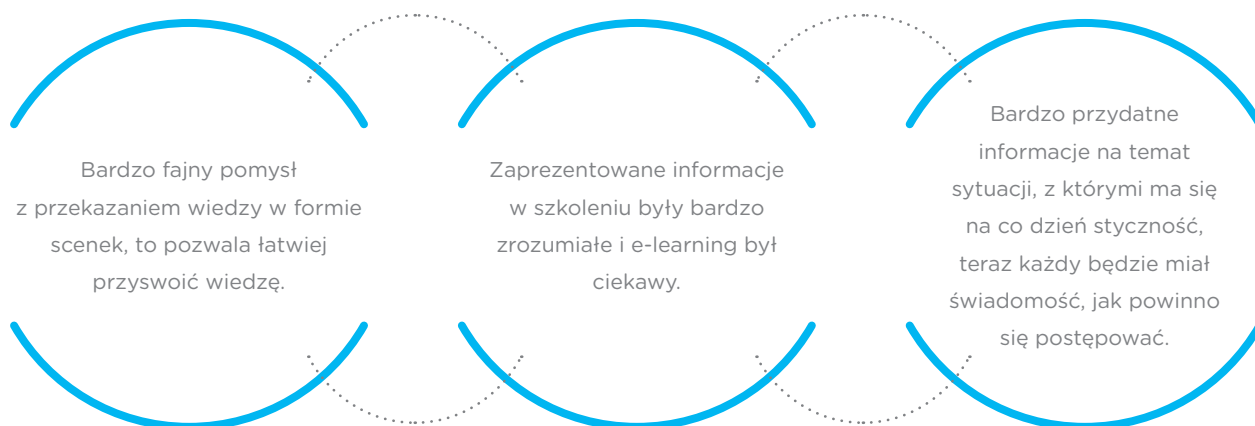 Bardzo fajny pomysł
z przekazaniem wiedzy w formie
scenek, to pozwala łatwiej
przyswoić wiedzę.
Zaprezentowane informacje
w szkoleniu były bardzo
zrozumiałe i e-learning był
ciekawy.
Bardzo przydatne
informacje na temat
sytuacji, z którymi ma się
na co dzień styczność,
teraz każdy będzie miał
świadomość, jak powinno
się postępować.